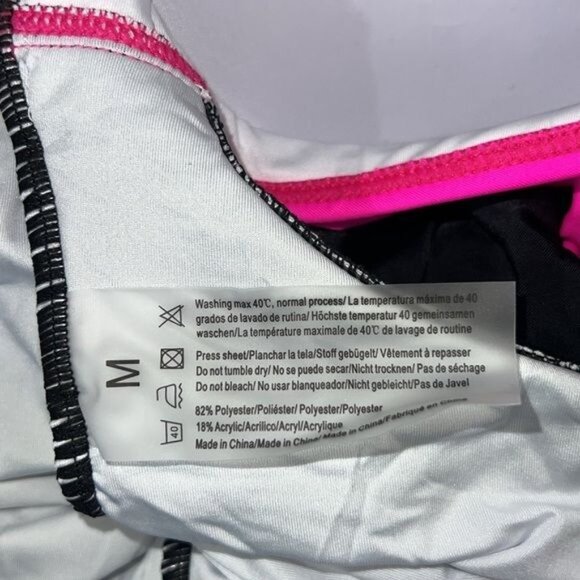 M
Washing max 40℃, normal process/ La temperatura máxima de 40
grados de lavado de rutina/ Höchste temperatur 40 gemeinsamen
waschen/La température maximale de 40℃ de lavage de routine
Press sheet/Planchar la tela/Stoff gebügelt/ Vêtement à repasser
Do not tumble dry/ No se puede secar/Nicht trocknen/ Pas de séchage
Do not bleach/ No usar blanqueador/Nicht gebleicht/Pas de Javel
82% Polyester/Poliéster/ Polyester/Polyester
18% Acrylic/Acrilico/Acryl/Acrylique
Made in China/Made in China/Made in China/Fabriqué en Chine
40